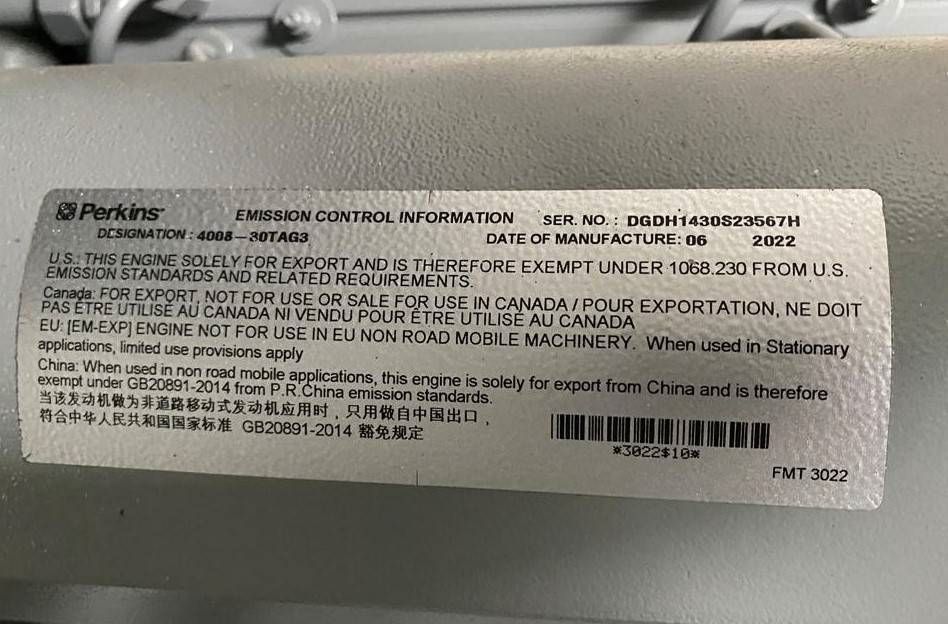 Perkins EMISSION CONTROL INFORMATION SER. NO. : DGDH1430S23567H
DESIGNATION : 4008-30TAG3 DATE OF MANUFACTURE: 06 2022
U.S.: THIS ENGINE SOLELY FOR EXPORT AND IS THEREFORE EXEMPT UNDER 1068.230 FROM U.S.
EMISSION STANDARDS AND RELATED REQUIREMENTS.
Canada: FOR EXPORT, NOT FOR USE OR SALE FOR USE IN CANADA / POUR EXPORTATION, NE DOIT
PAS ÊTRE UTILISÉ AU CANADA NI VENDU POUR ÊTRE UTILISÉ AU CANADA
EU: [EM-EXP] ENGINE NOT FOR USE IN EU NON ROAD MOBILE MACHINERY. When used in Stationary
applications, limited use provisions apply
China: When used in non road mobile applications, this engine is solely for export from China and is therefore
exempt under GB20891-2014 from P.R.China emission standards.
当该发动机做为非道路移动式发动机应用时，只用做自中国出口，
符合中华人民共和国国家标准 GB20891-2014 豁免规定
*3022$10*
FMT 3022